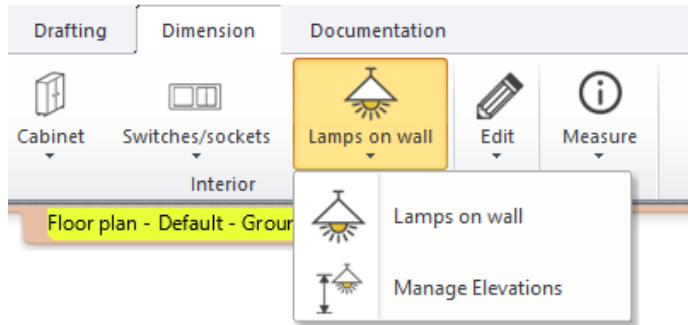 Drafting Dimension Documentation
Cabinet Switches/sockets Lamps on wall Edit Measure
Interior
Floor plan - Default - Groun
Lamps on wall
Manage Elevations